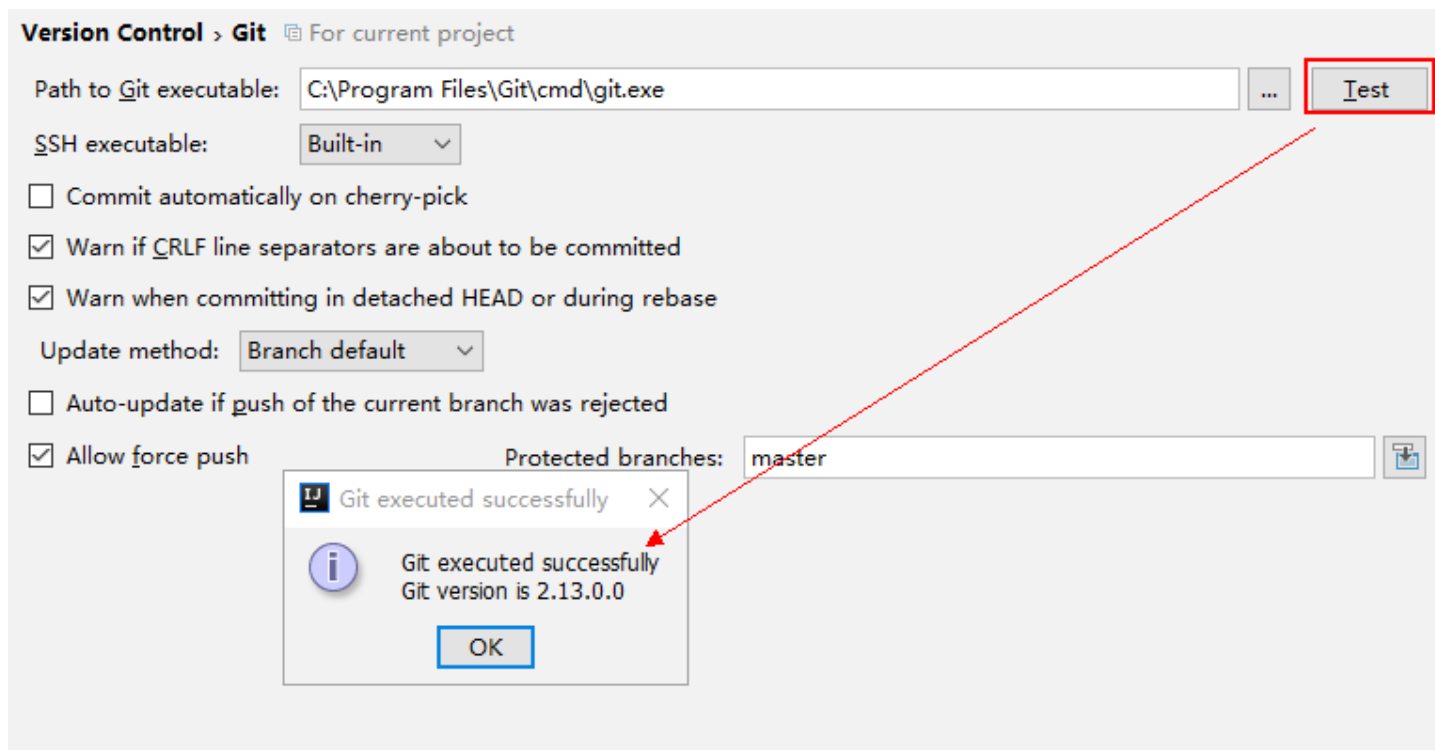 Version Control › Git For current project
Path to Git executable: C:\Program Files\Git\cmd\git.exe ... Test
SSH executable: Built-in
Commit automatically on cherry-pick
Warn if CRLF line separators are about to be committed
Warn when committing in detached HEAD or during rebase
Update method: Branch default
Auto-update if push of the current branch was rejected
Allow force push Protected branches: master
IJ Git executed successfully
Git executed successfully
Git version is 2.13.0.0
OK